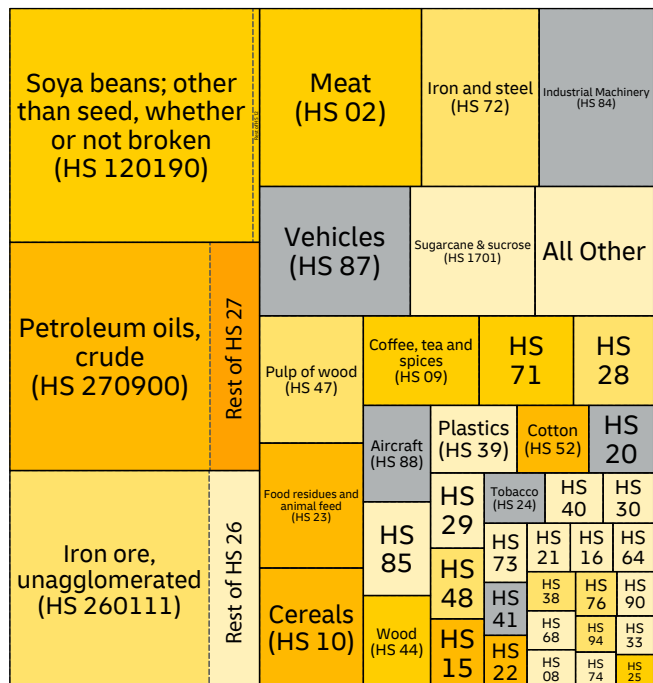 Soya beans; other
than seed, whether
or not broken
(HS 120190)
Meat
(HS 02)
Iron and steel
(HS 72)
Industrial Machinery
(HS 84)
Vehicles
(HS 87)
Sugarcane & sucrose
(HS 1701)
All Other
Petroleum oils,
crude
(HS 270900)
Rest of HS 27
Iron ore,
unagglomerated
(HS 260111)
Rest of HS 26
Pulp of wood
(HS 47)
Coffee, tea and
spices
(HS 09)
HS
71
HS
28
Food residues and
animal feed
(HS 23)
Cereals
(HS 10)
Aircraft
(HS 88)
HS
85
Wood
(HS 44)
Plastics
(HS 39)
Cotton
(HS 52)
HS
20
HS
29
HS
48
HS
15
Tobacco
(HS 24)
HS
40
HS
30
HS
73
HS
21
HS
16
HS
64
HS
41
HS
22
HS
38
HS
76
HS
90
HS
68
HS
94
HS
33
HS
08
HS
74
HS
25